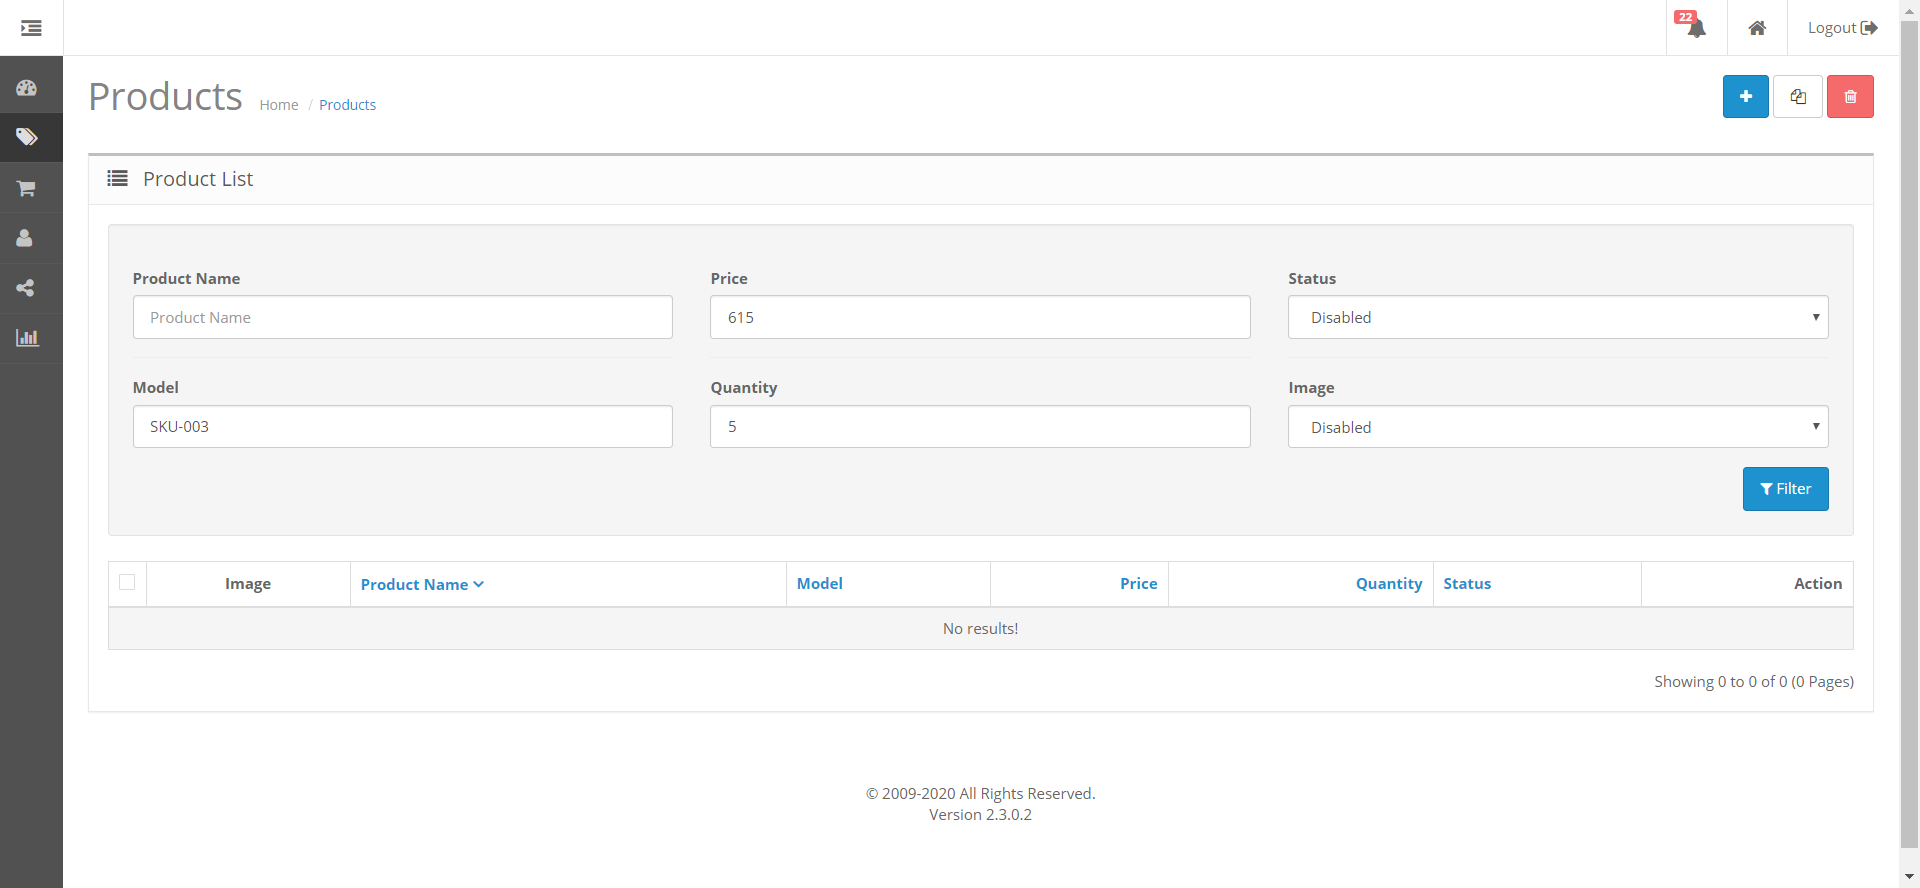 22
Logout
Products
Home / Products
Product List
Product Name
Price
Status
Product Name
615
Disabled
Model
Quantity
Image
SKU-003
5
Disabled
Filter
Image
Product Name
Model
Price
Quantity
Status
Action
No results!
Showing 0 to 0 of 0 (0 Pages)
© 2009-2020 All Rights Reserved.
Version 2.3.0.2